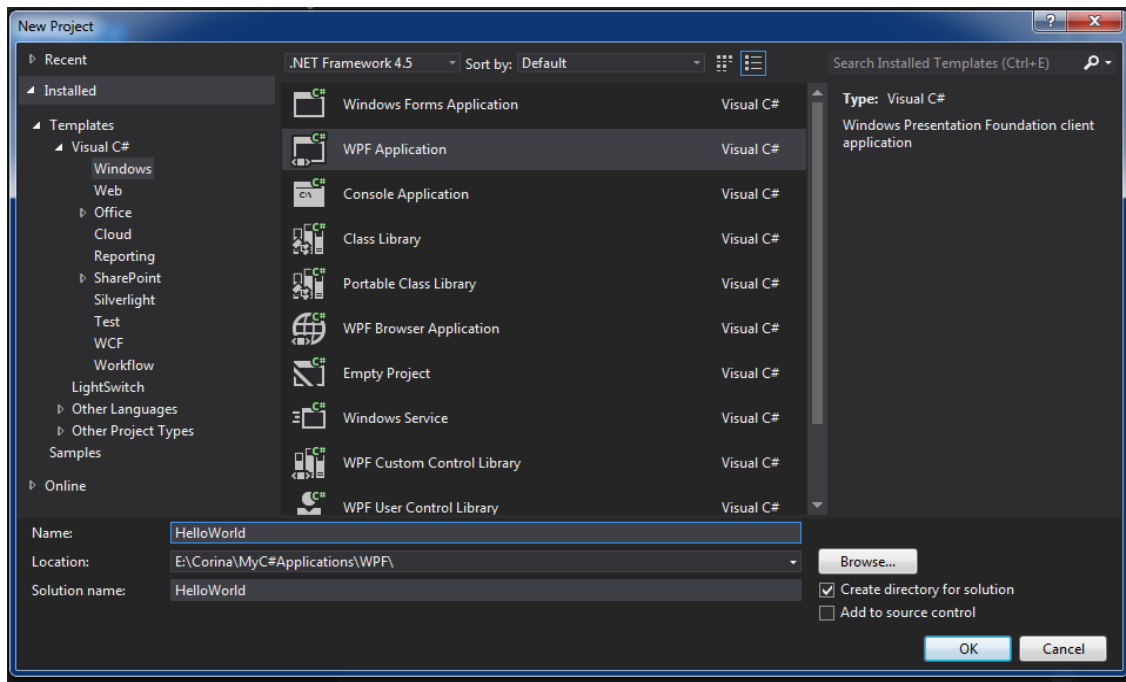 New Project
?
Recent
.NET Framework 4.5
Sort by: Default
Search Installed Templates (Ctrl+E)
Installed
Templates
Visual C#
Windows
Web
Office
Cloud
Reporting
SharePoint
Silverlight
Test
WCF
Workflow
LightSwitch
Other Languages
Other Project Types
Samples
Online
C# Windows Forms Application Visual C#
C# WPF Application Visual C#
C# C:\ Console Application Visual C#
C# Class Library Visual C#
C# Portable Class Library Visual C#
C# WPF Browser Application Visual C#
C# Empty Project Visual C#
C# Windows Service Visual C#
C# WPF Custom Control Library Visual C#
C# WPF User Control Library Visual C#
Type: Visual C#
Windows Presentation Foundation client
application
Name: HelloWorld
Location: E:\Corina\MyC#Applications\WPF\
Browse...
Solution name: HelloWorld
Create directory for solution
Add to source control
OK
Cancel